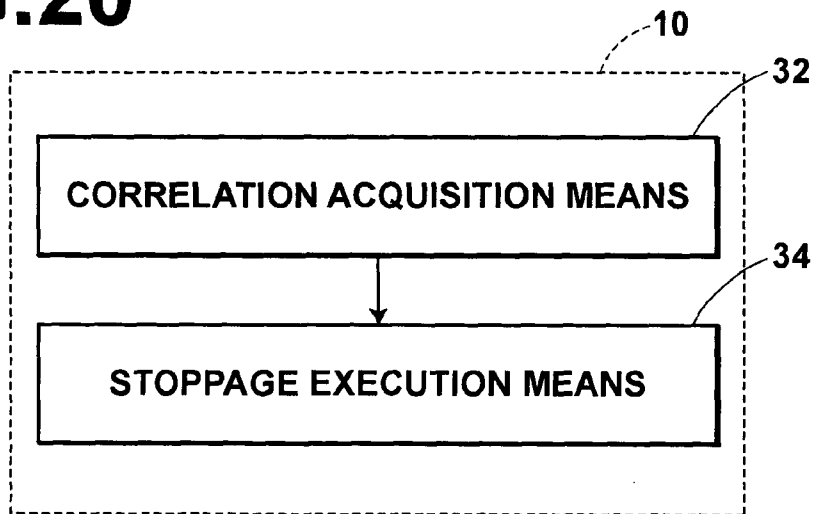 .20
10
32
CORRELATION ACQUISITION MEANS
34
STOPPAGE EXECUTION MEANS